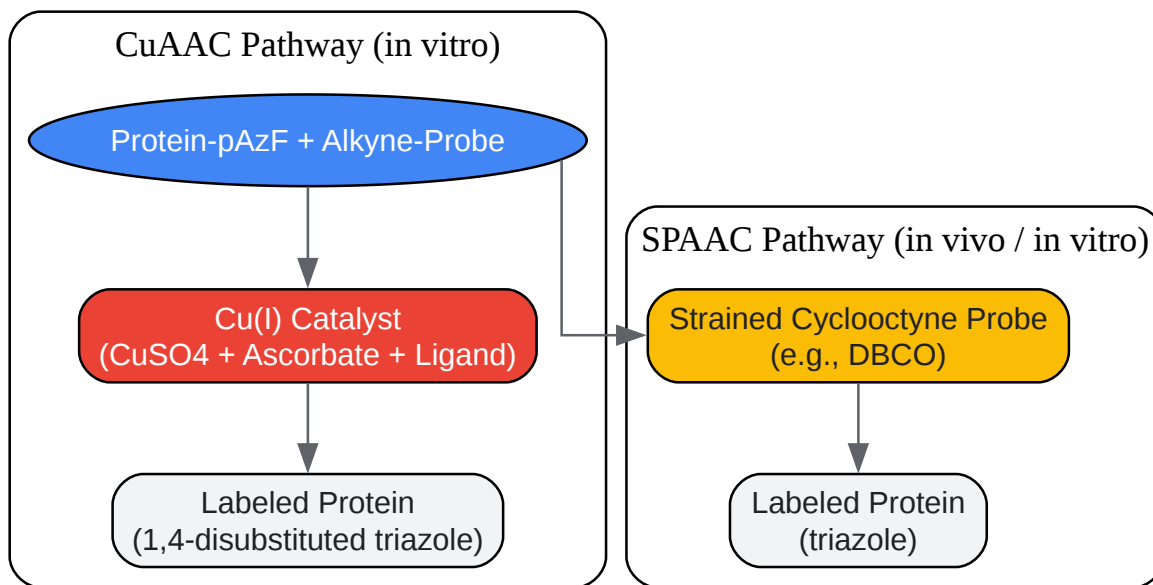 CuAAC Pathway (in vitro)
Protein-pAzF + Alkyne-Probe
Cu(I) Catalyst
(CuSO4 + Ascorbate + Ligand)
Labeled Protein
(1,4-disubstituted triazole)
SPAAC Pathway (in vivo / in vitro)
Strained Cyclooctyne Probe
(e.g., DBCO)
Labeled Protein
(triazole)